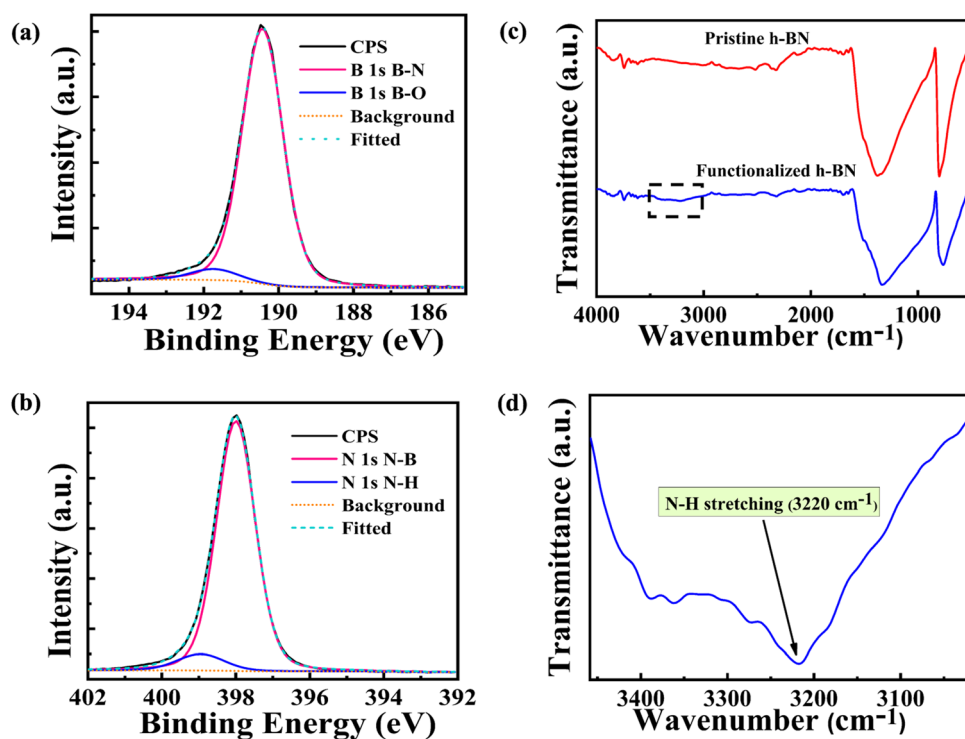 (a)
CPS
B 1s B-N
B 1s B-O
Background
Fitted
Intensity (a.u.)
194 192 190 188 186
Binding Energy (eV)
(c)
Pristine h-BN
Functionalized h-BN
Transmittance (a.u.)
4000 3000 2000 1000
Wavenumber (cm-1)
(b)
CPS
N 1s N-B
N 1s N-H
Background
Fitted
Intensity (a.u.)
402 400 398 396 394 392
Binding Energy (eV)
(d)
N-H stretching (3220 cm-1)
Transmittance (a.u.)
3400 3300 3200 3100
Wavenumber (cm-1)